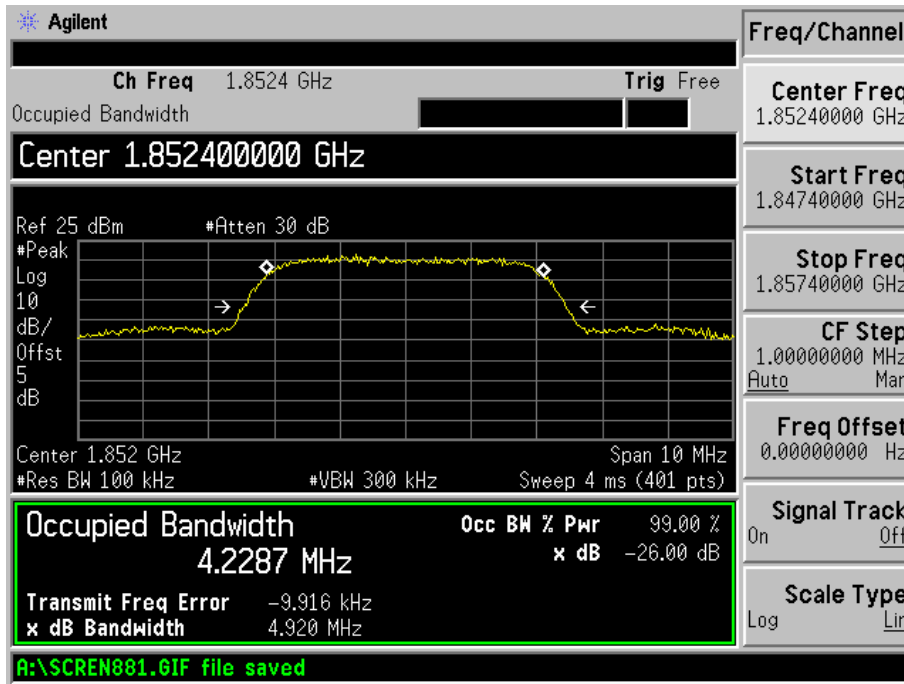 Agilent
Freq/Channel
Ch Freq 1.8524 GHz Trig Free
Occupied Bandwidth
Center 1.852400000 GHz
Ref 25 dBm #Atten 30 dB
#Peak
Log
10
dB/
Offst
5
dB
Center 1.852 GHz Span 10 MHz
#Res BW 100 kHz #VBW 300 kHz Sweep 4 ms (401 pts)
Occupied Bandwidth Occ BW % Pwr 99.00 %
4.2287 MHz x dB -26.00 dB
Transmit Freq Error -9.916 kHz
x dB Bandwidth 4.920 MHz
A:\SCREN881.GIF file saved
Center Freq
1.85240000 GHz
Start Freq
1.84740000 GHz
Stop Freq
1.85740000 GHz
CF Step
1.00000000 MHz
Auto Man
Freq Offset
0.00000000 Hz
Signal Track
On Off
Scale Type
Log Lin